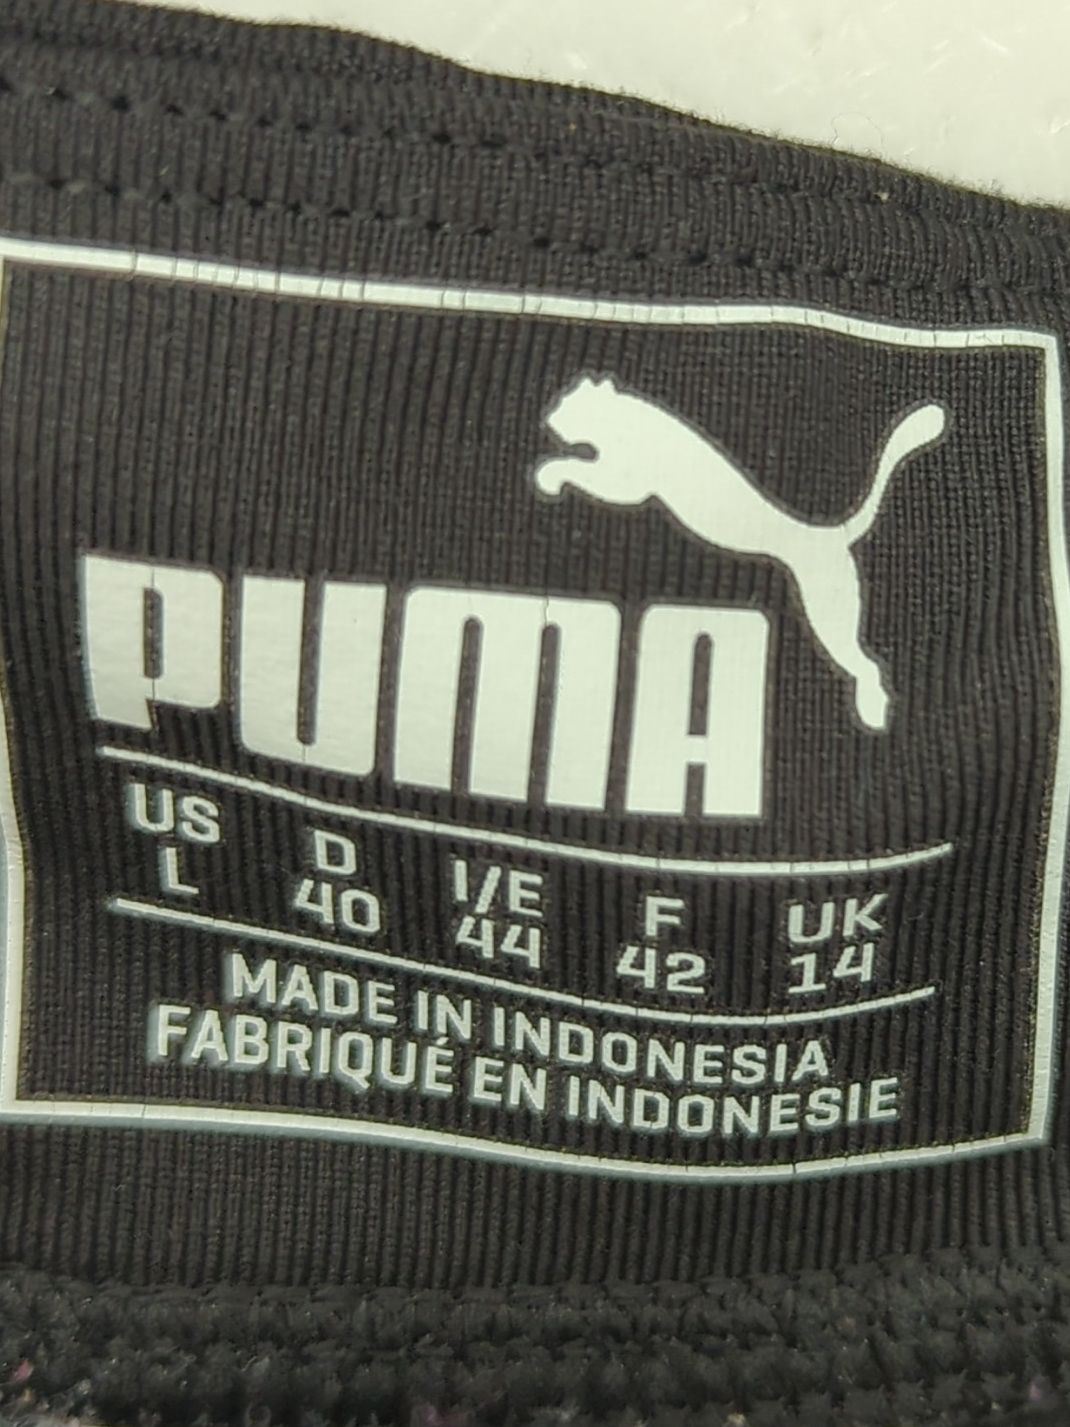 PUMA
US D I/E F UK
L 40 44 42 14
MADE IN INDONESIA
FABRIQUÉ EN INDONESIE